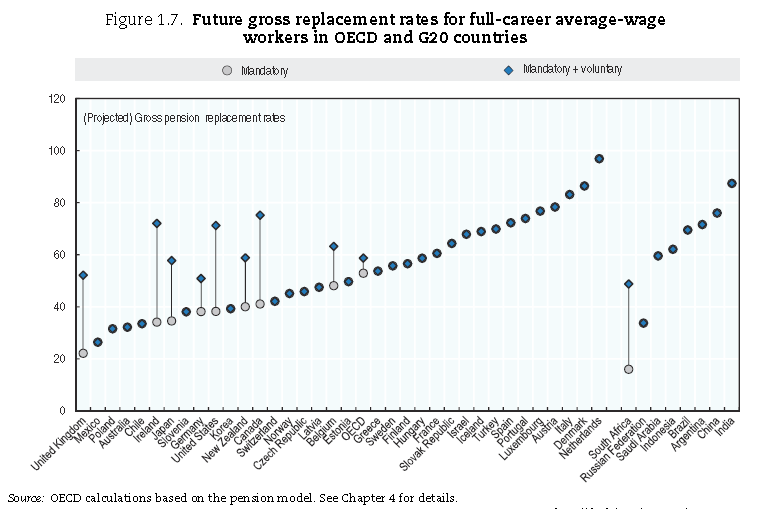 Figure 1.7. Future gross replacement rates for full-career average-wage
workers in OECD and G20 countries
Mandatory
Mandatory + voluntary
120
(Projected) Gross pension replacement rates
100
80
60
40
20
0
United Kingdom
Mexico
Poland
Australia
Chile
Ireland
Japan
Slovenia
Germany
United States
Korea
New Zealand
Canada
Switzerland
Norway
Czech Republic
Latvia
Belgium
Estonia
OECD
Greece
Sweden
Finland
Hungary
France
Slovak Republic
Israel
Iceland
Turkey
Spain
Portugal
Luxembourg
Austria
Italy
Denmark
Netherlands
South Africa
Russian Federation
Saudi Arabia
Indonesia
Brazil
Argentina
China
India
Source: OECD calculations based on the pension model. See Chapter 4 for details.